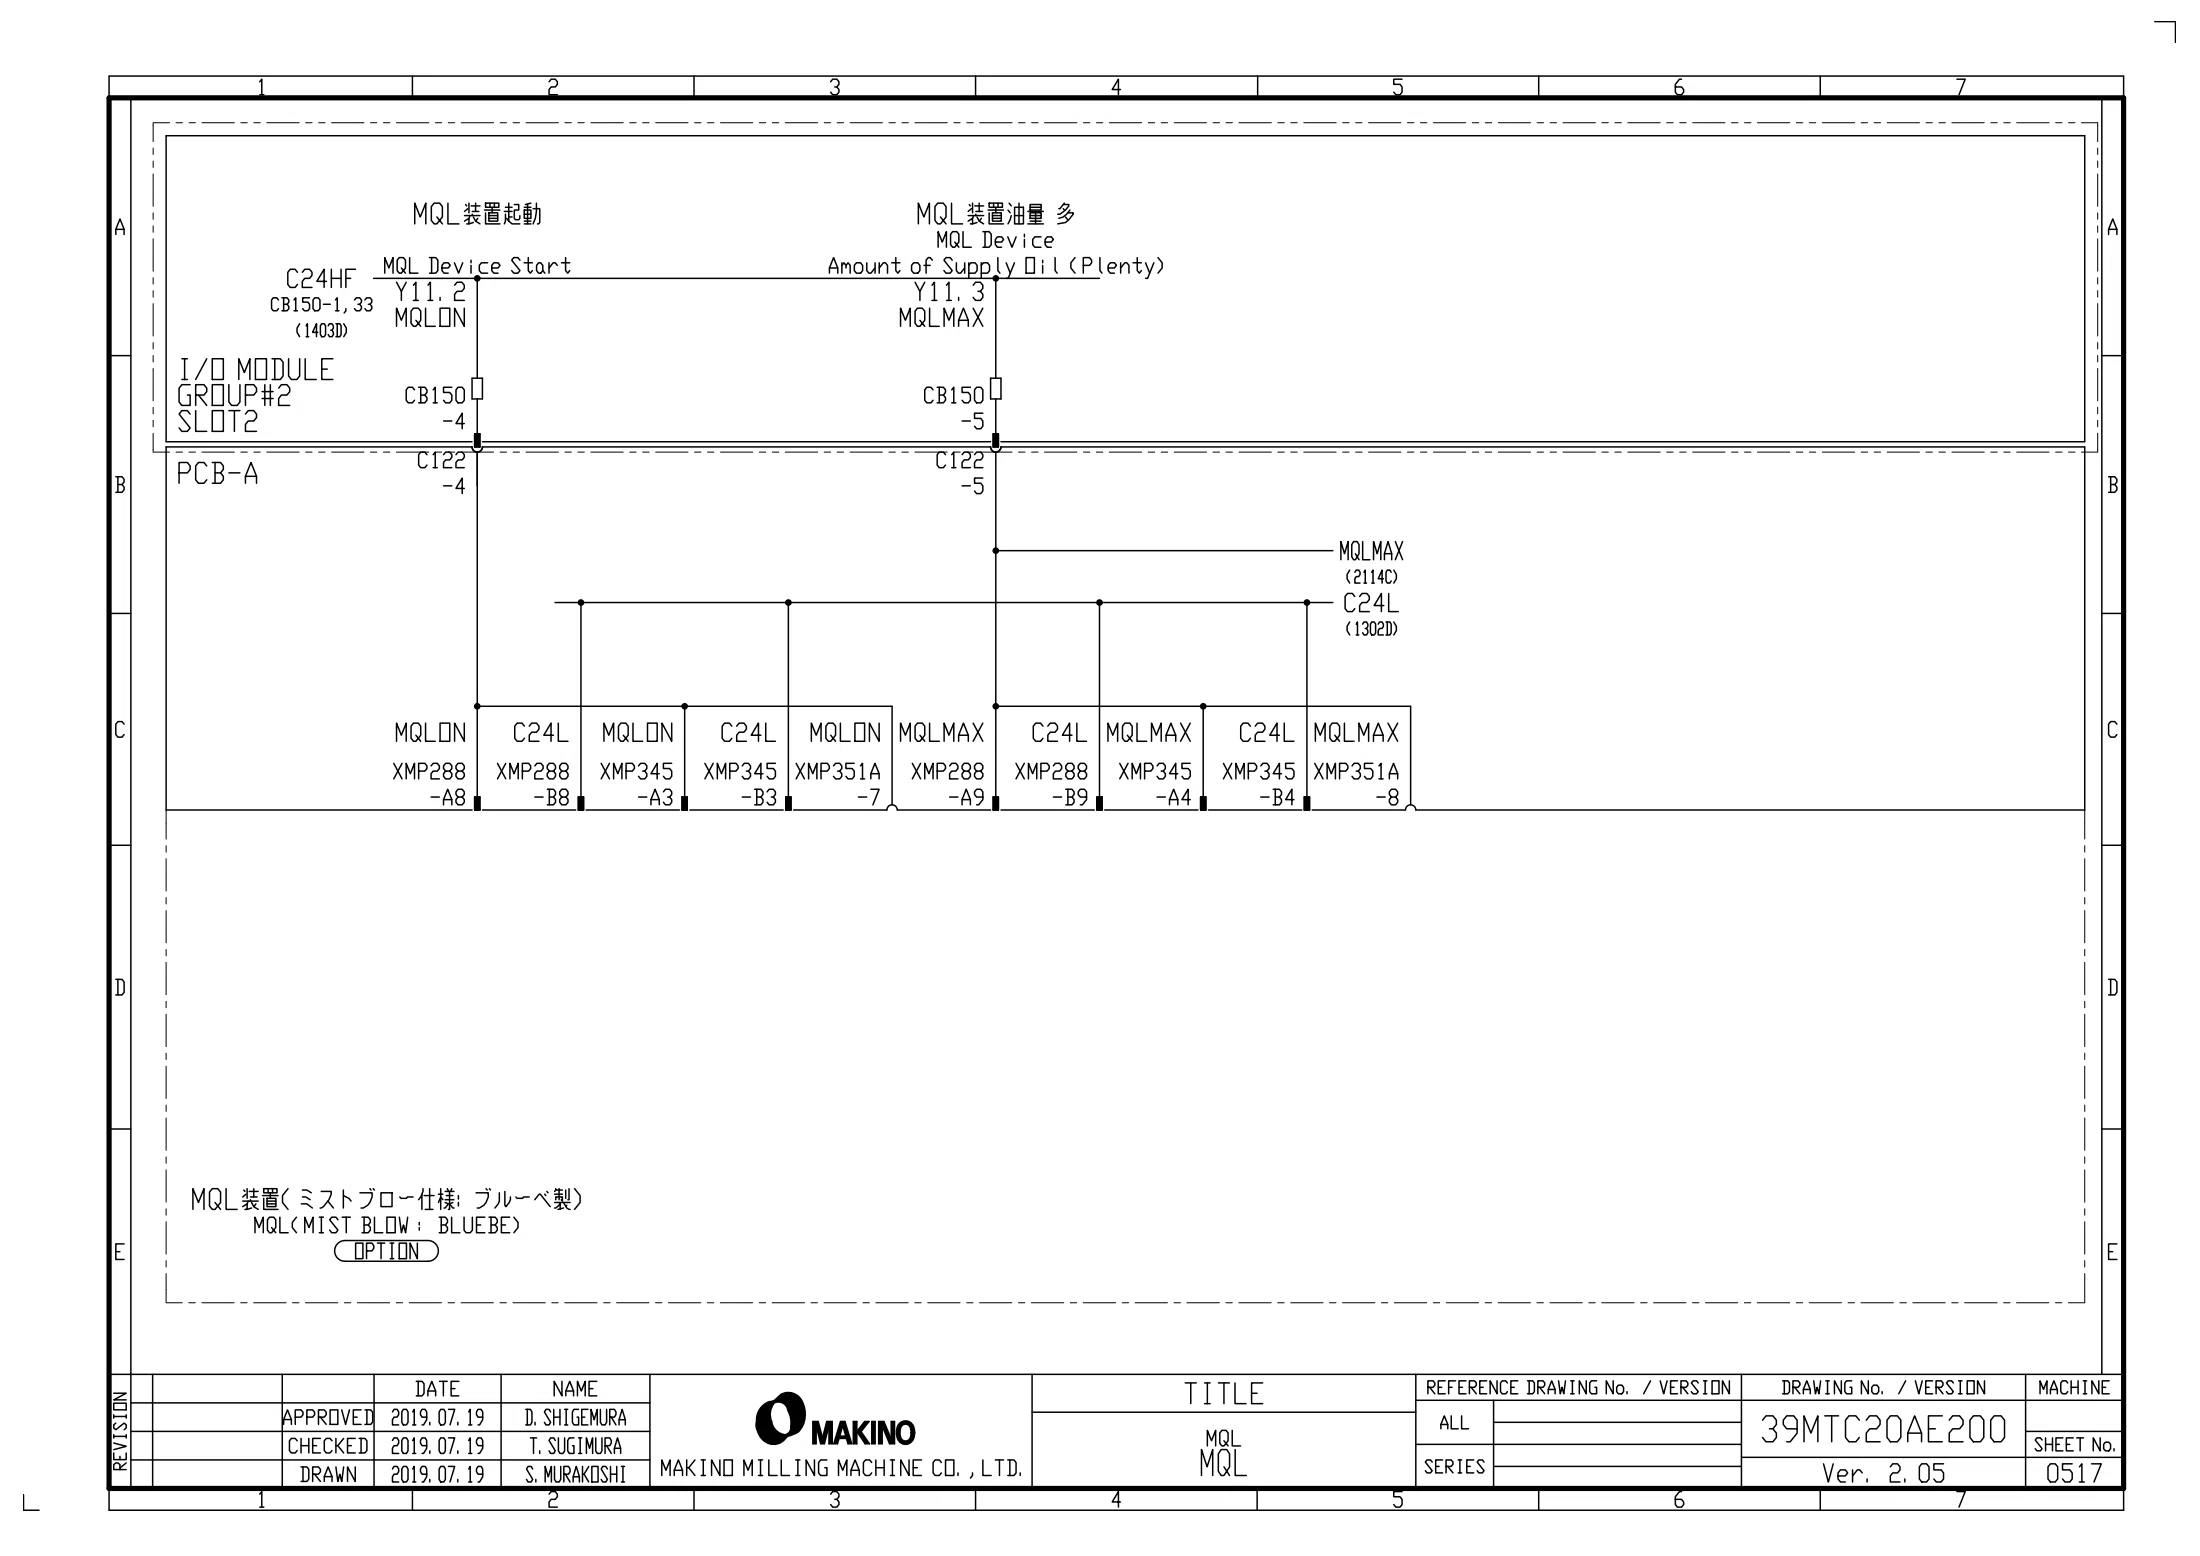 1 2 3 4 5 6 7
A A
MQL装置起動 MQL装置油量 多
MQL Device
MQL Device Start Amount of Supply Oil(Plenty)
C24HF
Y11.2 Y11.3
CB150-1,33
MQLON MQLMAX
(1403D)
I/O MODULE
GROUP#2
CB150 CB150
SLOT2 -4 -5
C122 C122
PCB-A
-4 -5
B B
MQLMAX
(2114C)
C24L
(1302D)
C C
MQLON C24L MQLON C24L MQLON MQLMAX C24L MQLMAX C24L MQLMAX
XMP288 XMP288 XMP345 XMP345 XMP351A XMP288 XMP288 XMP345 XMP345 XMP351A
-A8 -B8 -A3 -B3 -7 -A9 -B9 -A4 -B4 -8
D D
MQL装置(ミストブロー仕様: ブルーベ製)
MQL(MIST BLOW: BLUEBE)
OPTION
E E
REVISION
DATE NAME
APPROVED 2019.07.19 D. SHIGEMURA
CHECKED 2019.07.19 T. SUGIMURA
DRAWN 2019.07.19 S. MURAKOSHI
MAKINO
MAKINO MILLING MACHINE CO.,LTD.
TITLE
MQL
MQL
REFERENCE DRAWING No. / VERSION
ALL
SERIES
DRAWING No. / VERSION
39MTC20AE200
Ver. 2.05
MACHINE
SHEET No.
0517
1 2 3 4 5 6 7